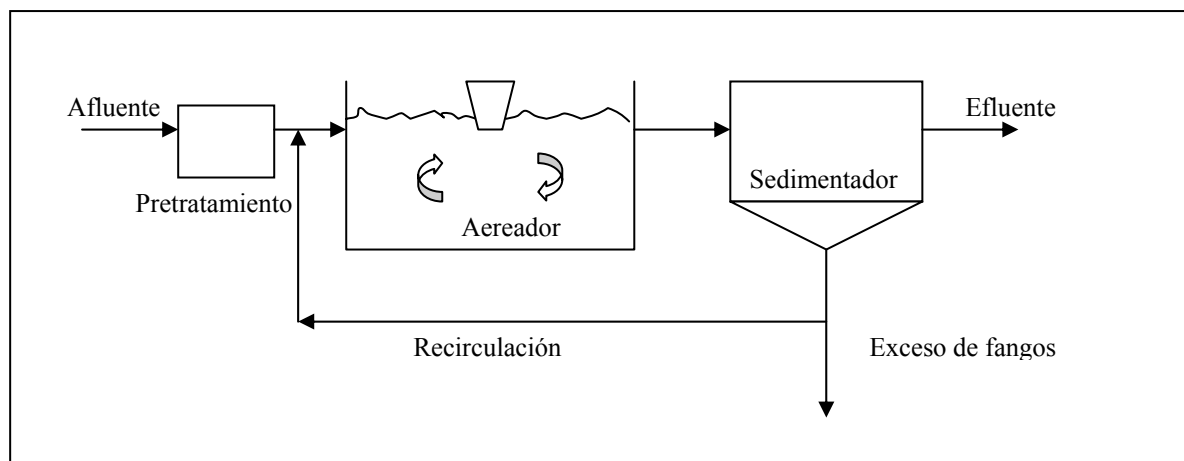 Afluente
Efluente
Pretratamiento
Aereador
Sedimentador
Recirculación
Exceso de fangos